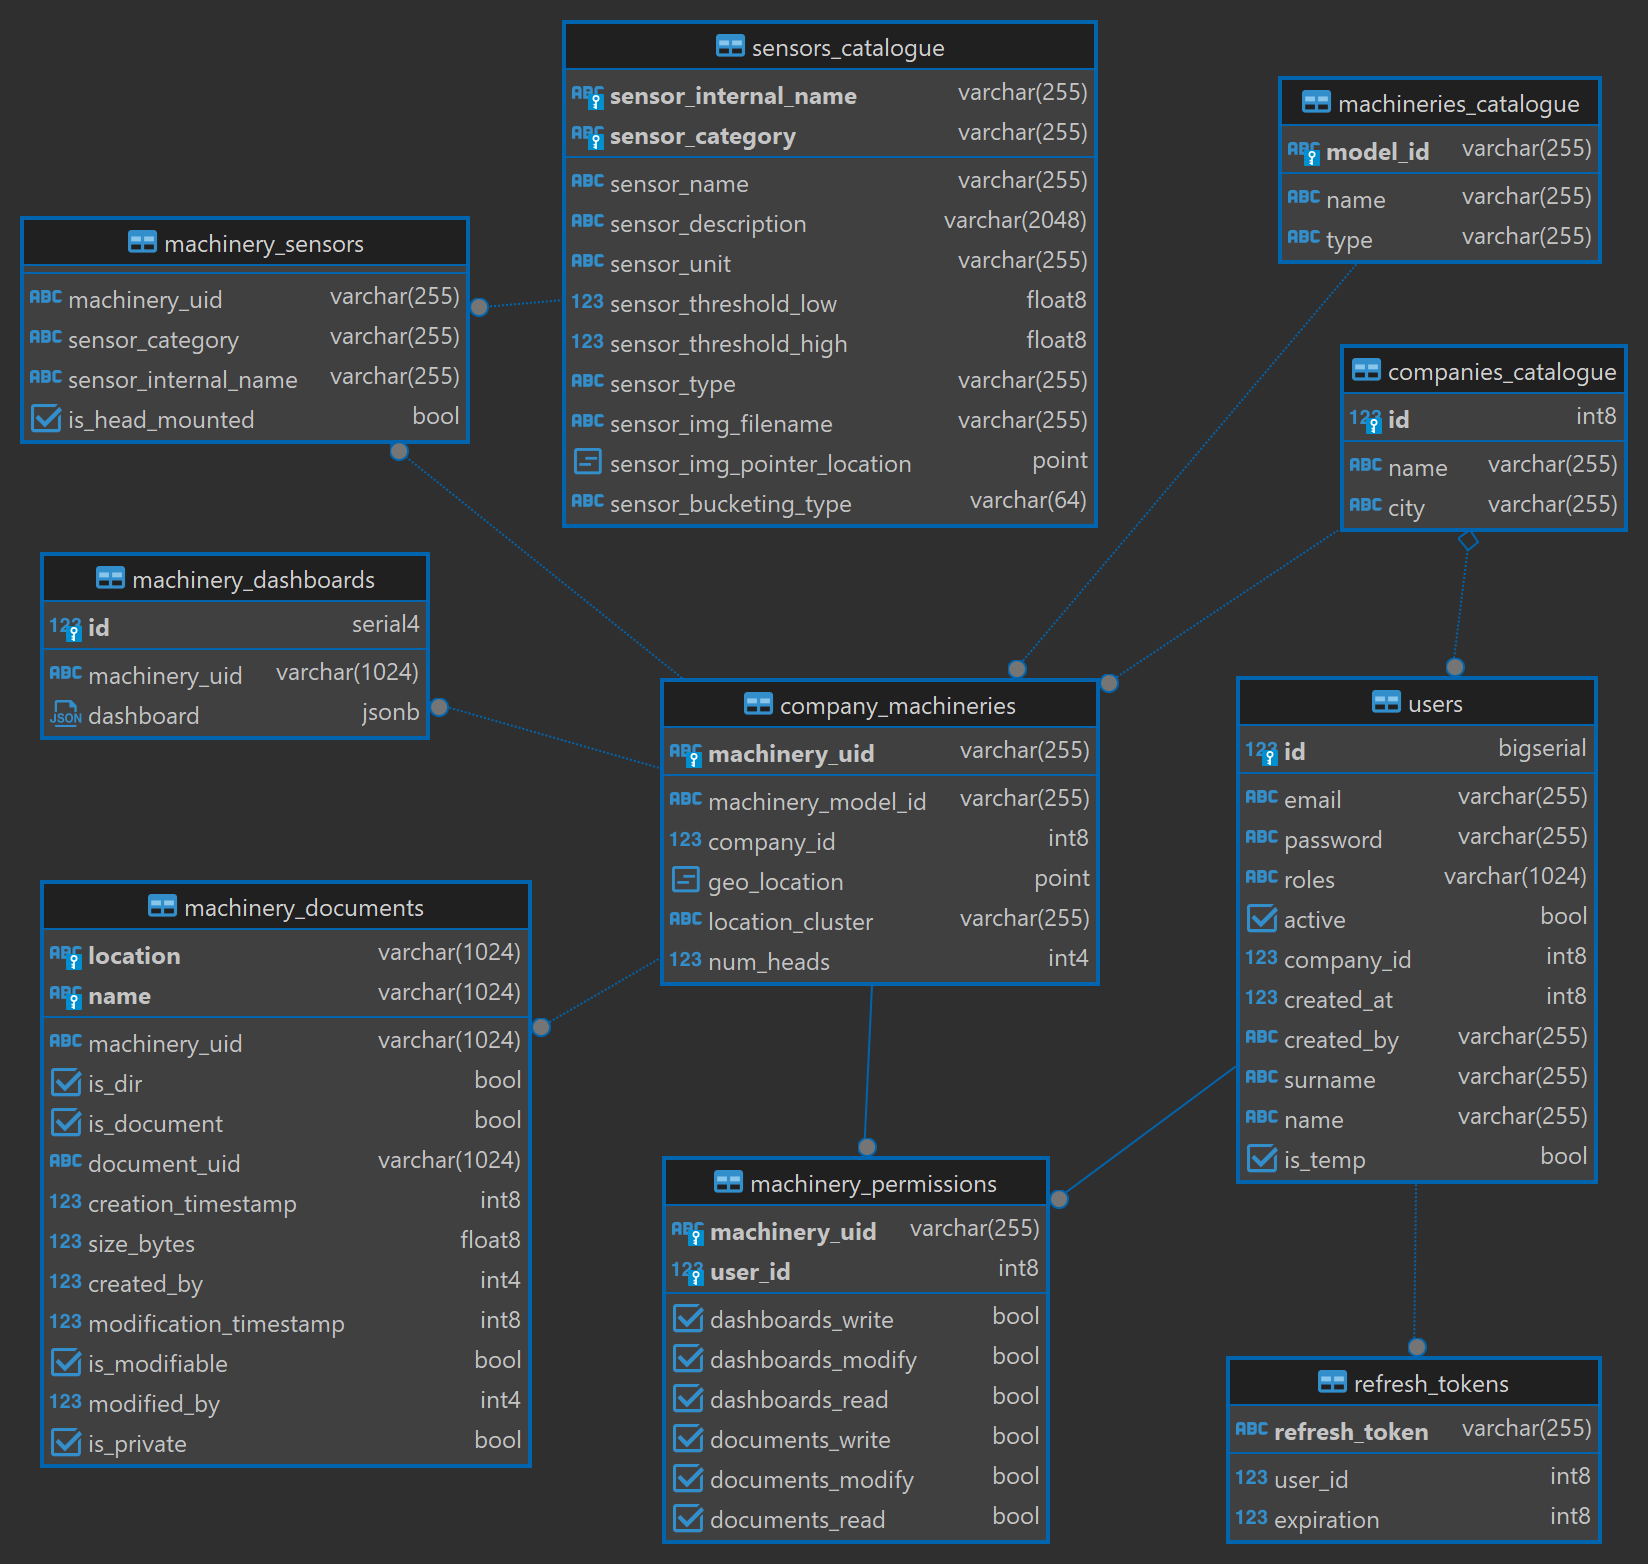 sensors_catalogue
sensor_internal_name varchar(255)
sensor_category varchar(255)
sensor_name varchar(255)
sensor_description varchar(2048)
sensor_unit varchar(255)
sensor_threshold_low float8
sensor_threshold_high float8
sensor_type varchar(255)
sensor_img_filename varchar(255)
sensor_img_pointer_location point
sensor_bucketing_type varchar(64)
machineries_catalogue
model_id varchar(255)
name varchar(255)
type varchar(255)
machinery_sensors
machinery_uid varchar(255)
sensor_category varchar(255)
sensor_internal_name varchar(255)
is_head_mounted bool
companies_catalogue
id int8
name varchar(255)
city varchar(255)
machinery_dashboards
id serial4
machinery_uid varchar(1024)
dashboard jsonb
company_machineries
machinery_uid varchar(255)
machinery_model_id varchar(255)
company_id int8
geo_location point
location_cluster varchar(255)
num_heads int4
users
id bigserial
email varchar(255)
password varchar(255)
roles varchar(1024)
active bool
company_id int8
created_at int8
created_by varchar(255)
surname varchar(255)
name varchar(255)
is_temp bool
machinery_documents
location varchar(1024)
name varchar(1024)
machinery_uid varchar(1024)
is_dir bool
is_document bool
document_uid varchar(1024)
creation_timestamp int8
size_bytes float8
created_by int4
modification_timestamp int8
is_modifiable bool
modified_by int4
is_private bool
machinery_permissions
machinery_uid varchar(255)
user_id int8
dashboards_write bool
dashboards_modify bool
dashboards_read bool
documents_write bool
documents_modify bool
documents_read bool
refresh_tokens
refresh_token varchar(255)
user_id int8
expiration int8